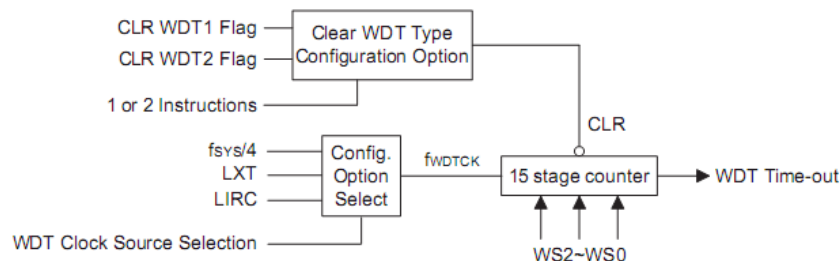 CLR WDT1 Flag
CLR WDT2 Flag
1 or 2 Instructions
Clear WDT Type
Configuration Option
CLR
fSYS/4
LXT
LIRC
WDT Clock Source Selection
Config.
Option
Select
fWDTCK
15 stage counter
WDT Time-out
WS2~WS0